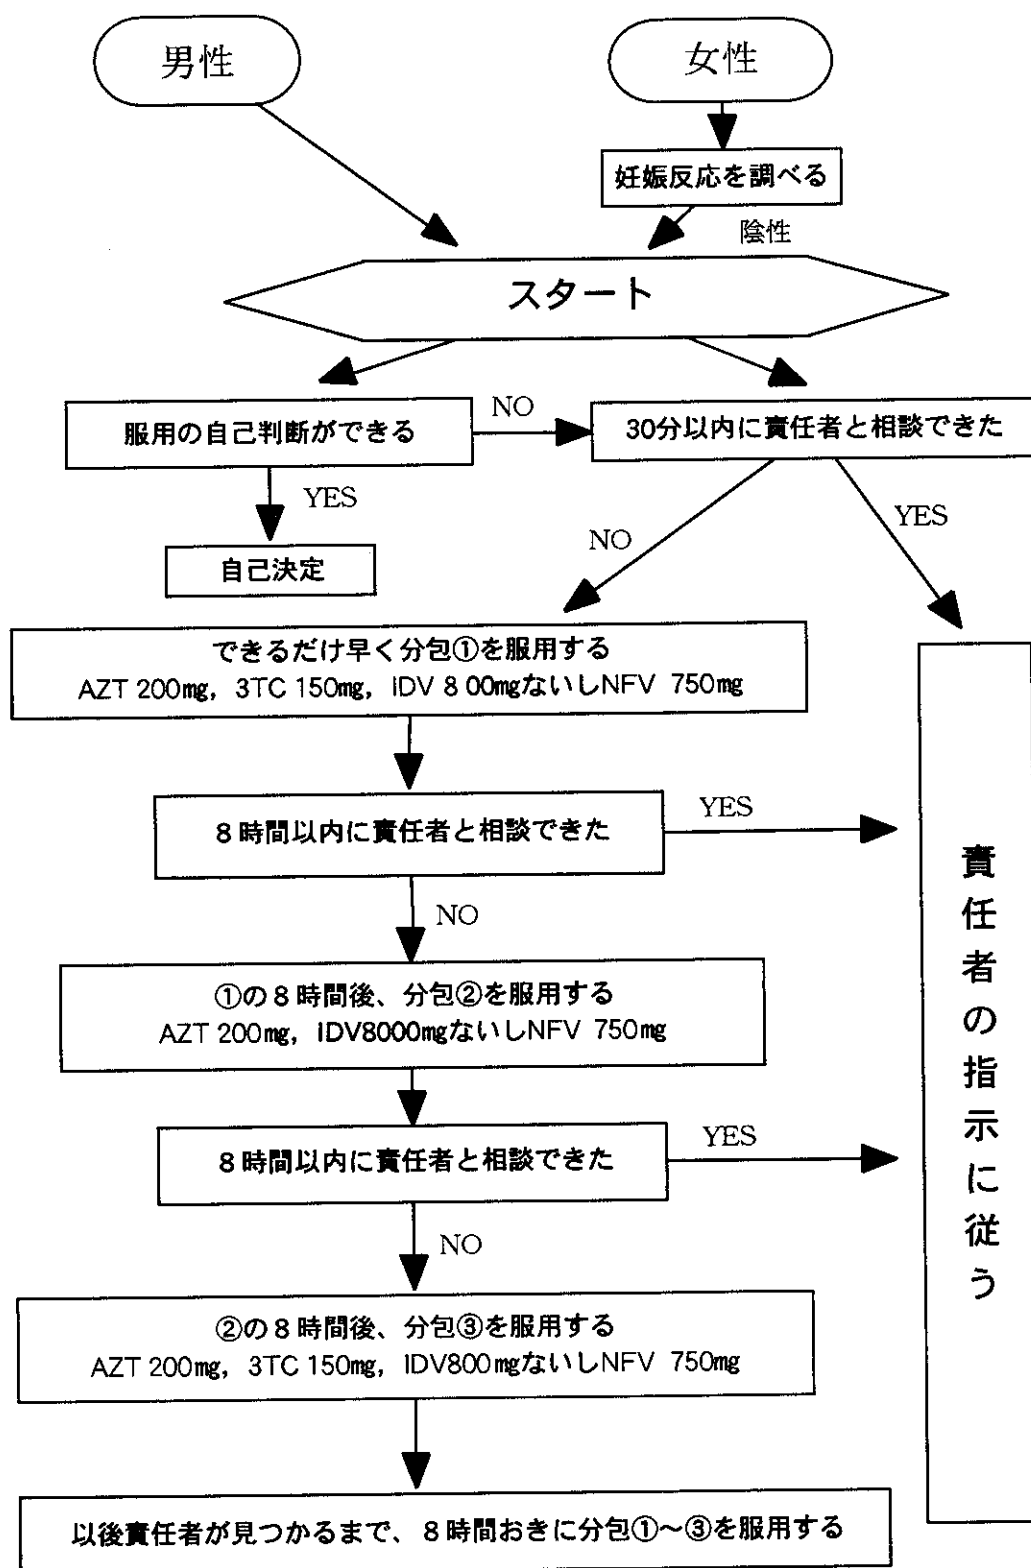 男性
女性
妊娠反応を調べる
陰性
スタート
服用の自己判断ができる
NO
30分以内に責任者と相談できた
YES
自己決定
NO
YES
できるだけ早く分包①を服用する
AZT 200mg, 3TC 150mg, IDV 8 00mgないしNFV 750mg
8時間以内に責任者と相談できた
YES
NO
①の8時間後、分包②を服用する
AZT 200mg, IDV8000mgないしNFV 750mg
8時間以内に責任者と相談できた
YES
NO
②の8時間後、分包③を服用する
AZT 200mg, 3TC 150mg, IDV800mgないしNFV 750mg
以後責任者が見つかるまで、8時間おきに分包①～③を服用する
責任者の指示に従う